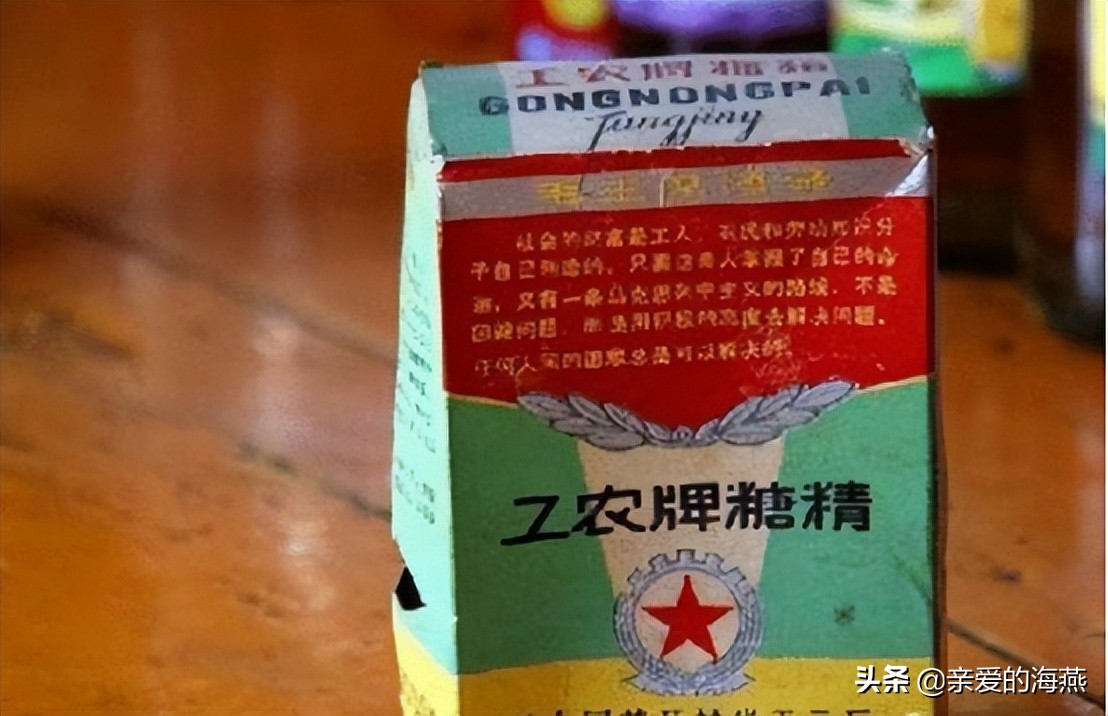 工农牌糖精
GONGNONGPAI
Tangjing
毛主席语录
社会的财富是工人、农民和劳动知识分
子自己创造的。只要这些人掌握了自己的命
运，又有一条马克思列宁主义的路线，不是
回避问题，而是用积极的态度去解决问题，
任何人间的困难总是可以解决的。
工农牌糖精
头条 @亲爱的海燕